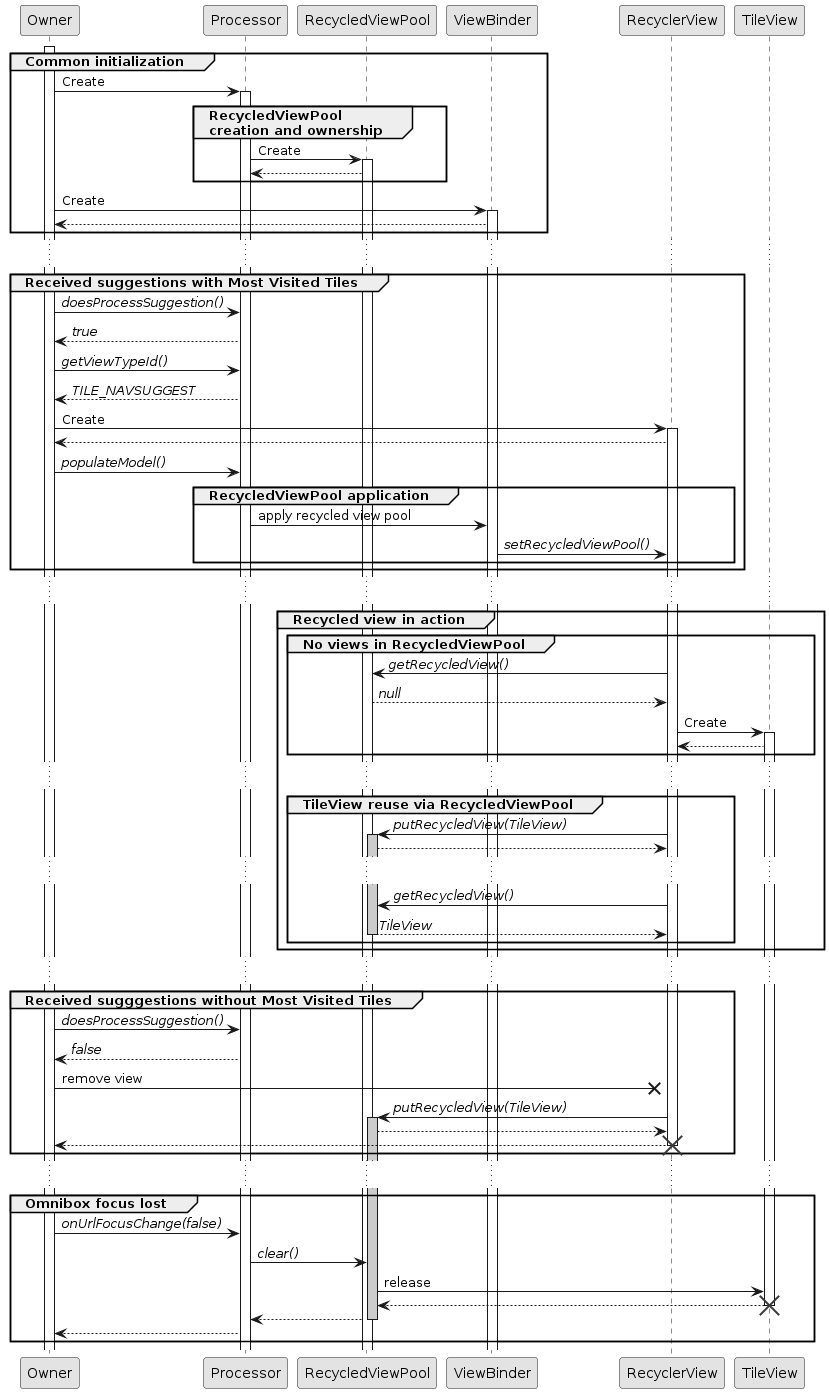 Owner Processor RecycledViewPool ViewBinder RecyclerView TileView
Common initialization
Create
RecycledViewPool
creation and ownership
Create
Create
Received suggestions with Most Visited Tiles
doesProcessSuggestion()
true
getViewTypeId()
TILE_NAVSUGGEST
Create
populateModel()
RecycledViewPool application
apply recycled view pool
setRecycledViewPool()
Recycled view in action
No views in RecycledViewPool
getRecycledView()
null
Create
TileView reuse via RecycledViewPool
putRecycledView(TileView)
getRecycledView()
TileView
Received sugggestions without Most Visited Tiles
doesProcessSuggestion()
false
remove view
putRecycledView(TileView)
Omnibox focus lost
onUrlFocusChange(false)
clear()
release
Owner Processor RecycledViewPool ViewBinder RecyclerView TileView